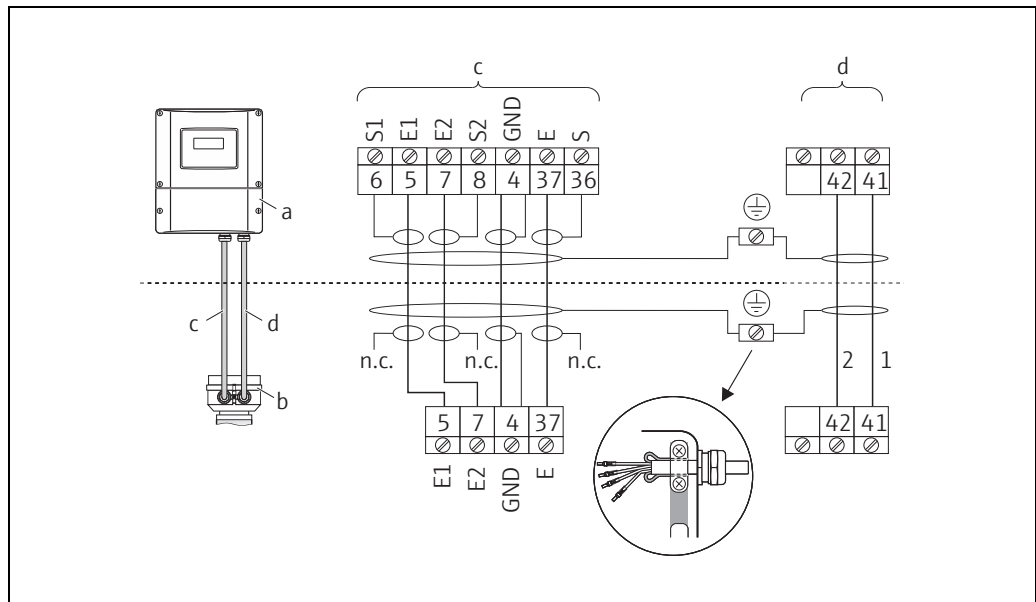 c
d
S1 E1 E2 S2 GND E S
6 5 7 8 4 37 36
42 41
a
c
d
b
n.c. n.c. n.c.
2 1
5 7 4 37
42 41
E1 E2 GND E